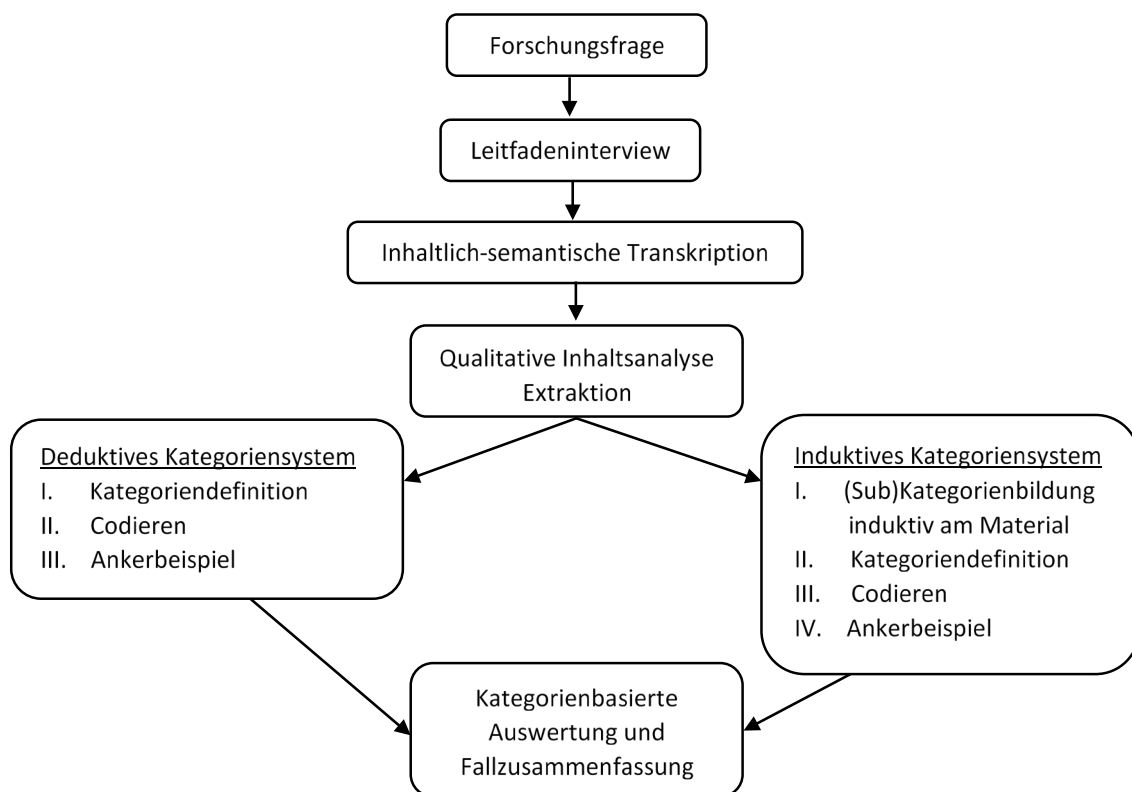 Forschungsfrage
Leitfadeninterview
Inhaltlich-semantische Transkription
Qualitative Inhaltsanalyse
Extraktion
Deduktives Kategoriensystem
I. Kategoriendefinition
II. Codieren
III. Ankerbeispiel
Induktives Kategoriensystem
I. (Sub)Kategorienbildung
induktiv am Material
II. Kategoriendefinition
III. Codieren
IV. Ankerbeispiel
Kategorienbasierte
Auswertung und
Fallzusammenfassung